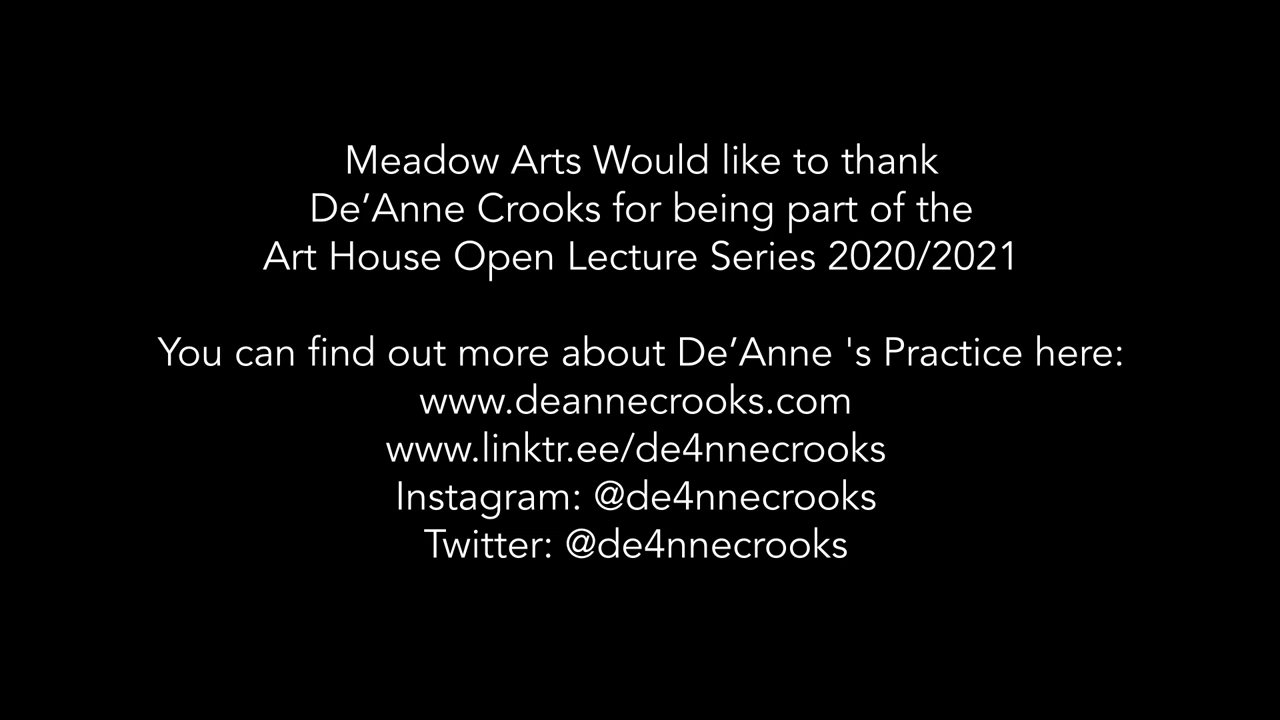 Meadow Arts Would like to thank
De’Anne Crooks for being part of the
Art House Open Lecture Series 2020/2021
You can find out more about De’Anne 's Practice here:
www.deannecrooks.com
www.linktr.ee/de4nnecrooks
Instagram: @de4nnecrooks
Twitter: @de4nnecrooks